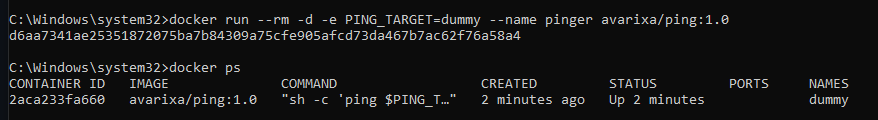 C:\Windows\system32>docker run --rm -d -e PING_TARGET=dummy --name pinger avarixa/ping:1.0
d6aa7341ae25351872075ba7b84309a75cfe905afcd73da467b7ac62f76a58a4
C:\Windows\system32>docker ps
CONTAINER ID   IMAGE              COMMAND                  CREATED         STATUS         PORTS     NAMES
2aca233fa660   avarixa/ping:1.0   "sh -c 'ping $PING_T…"   2 minutes ago   Up 2 minutes             dummy